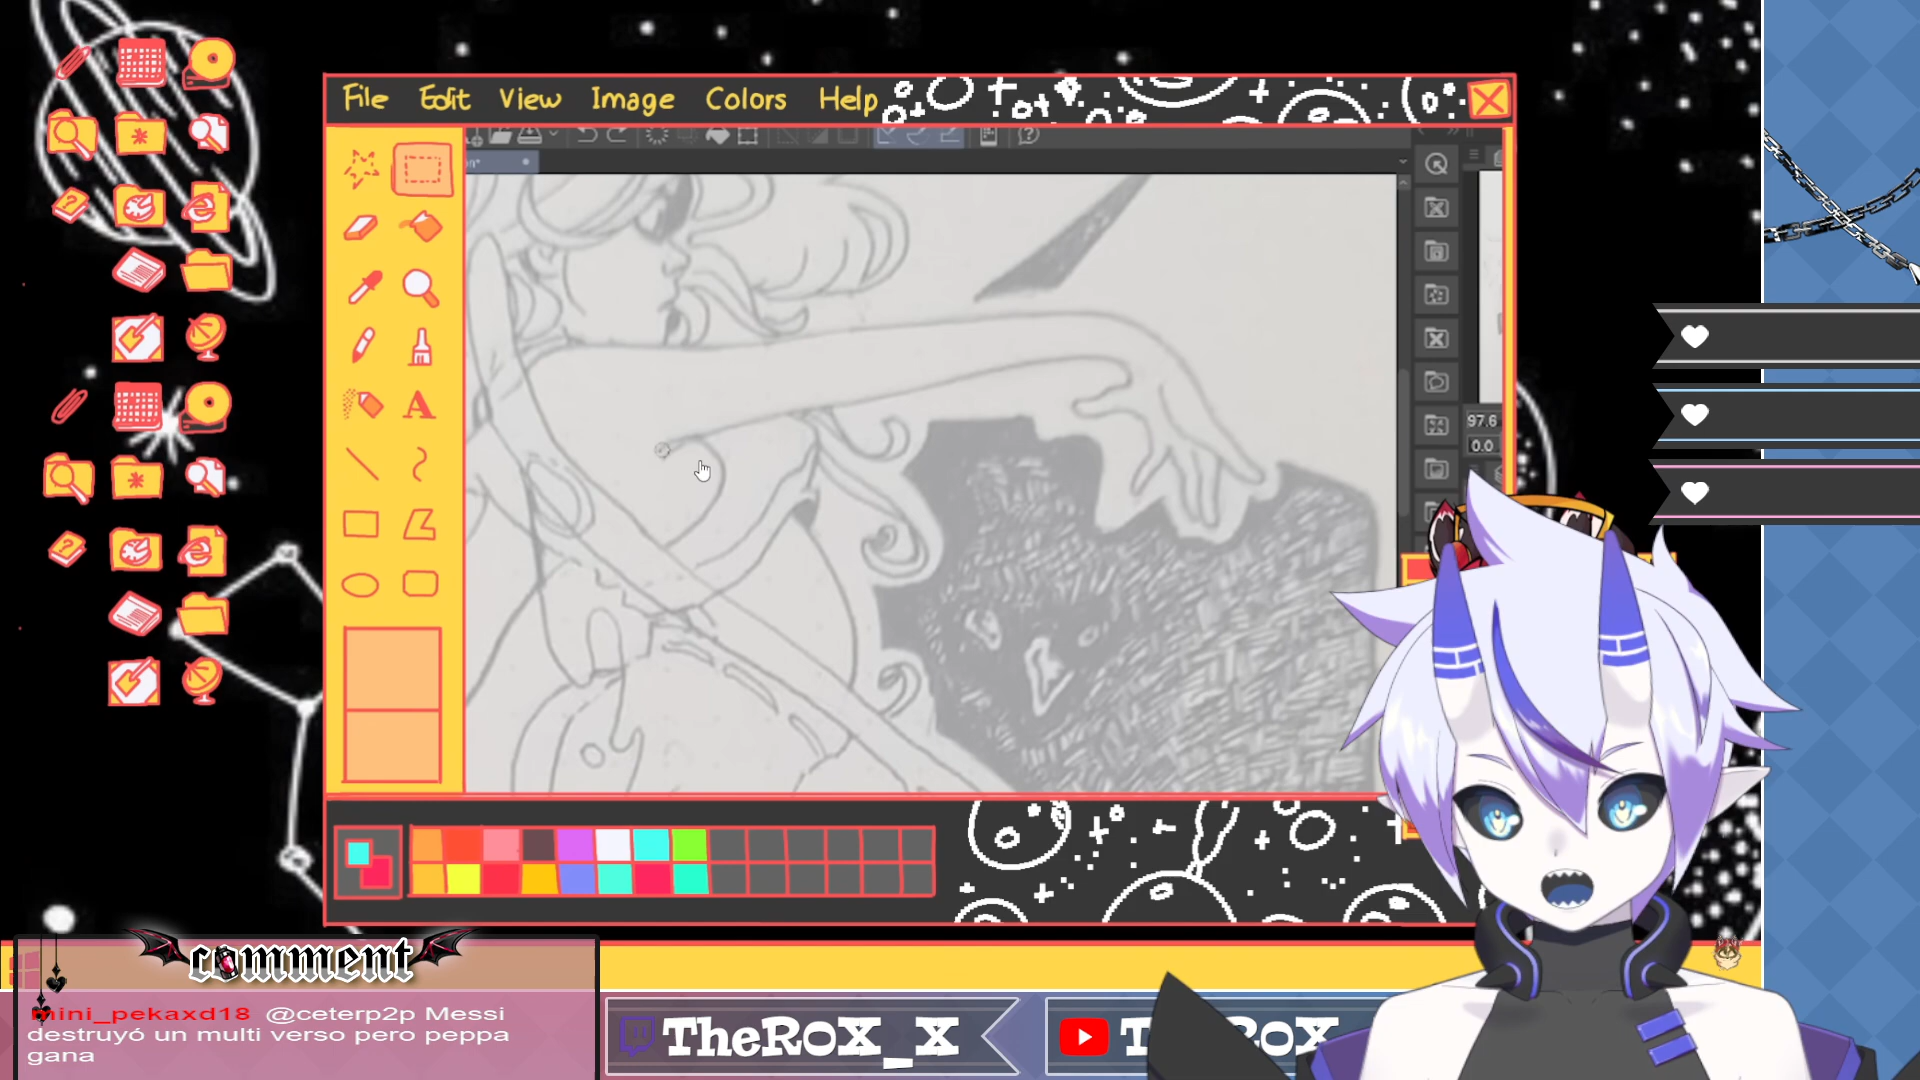 File Edit View Image Colors Help
97.6
0.0
A
comment
mini_pekaxd18 @ceterp2p Messi
destruyó un multi verso pero peppa
gana
TheROX_X